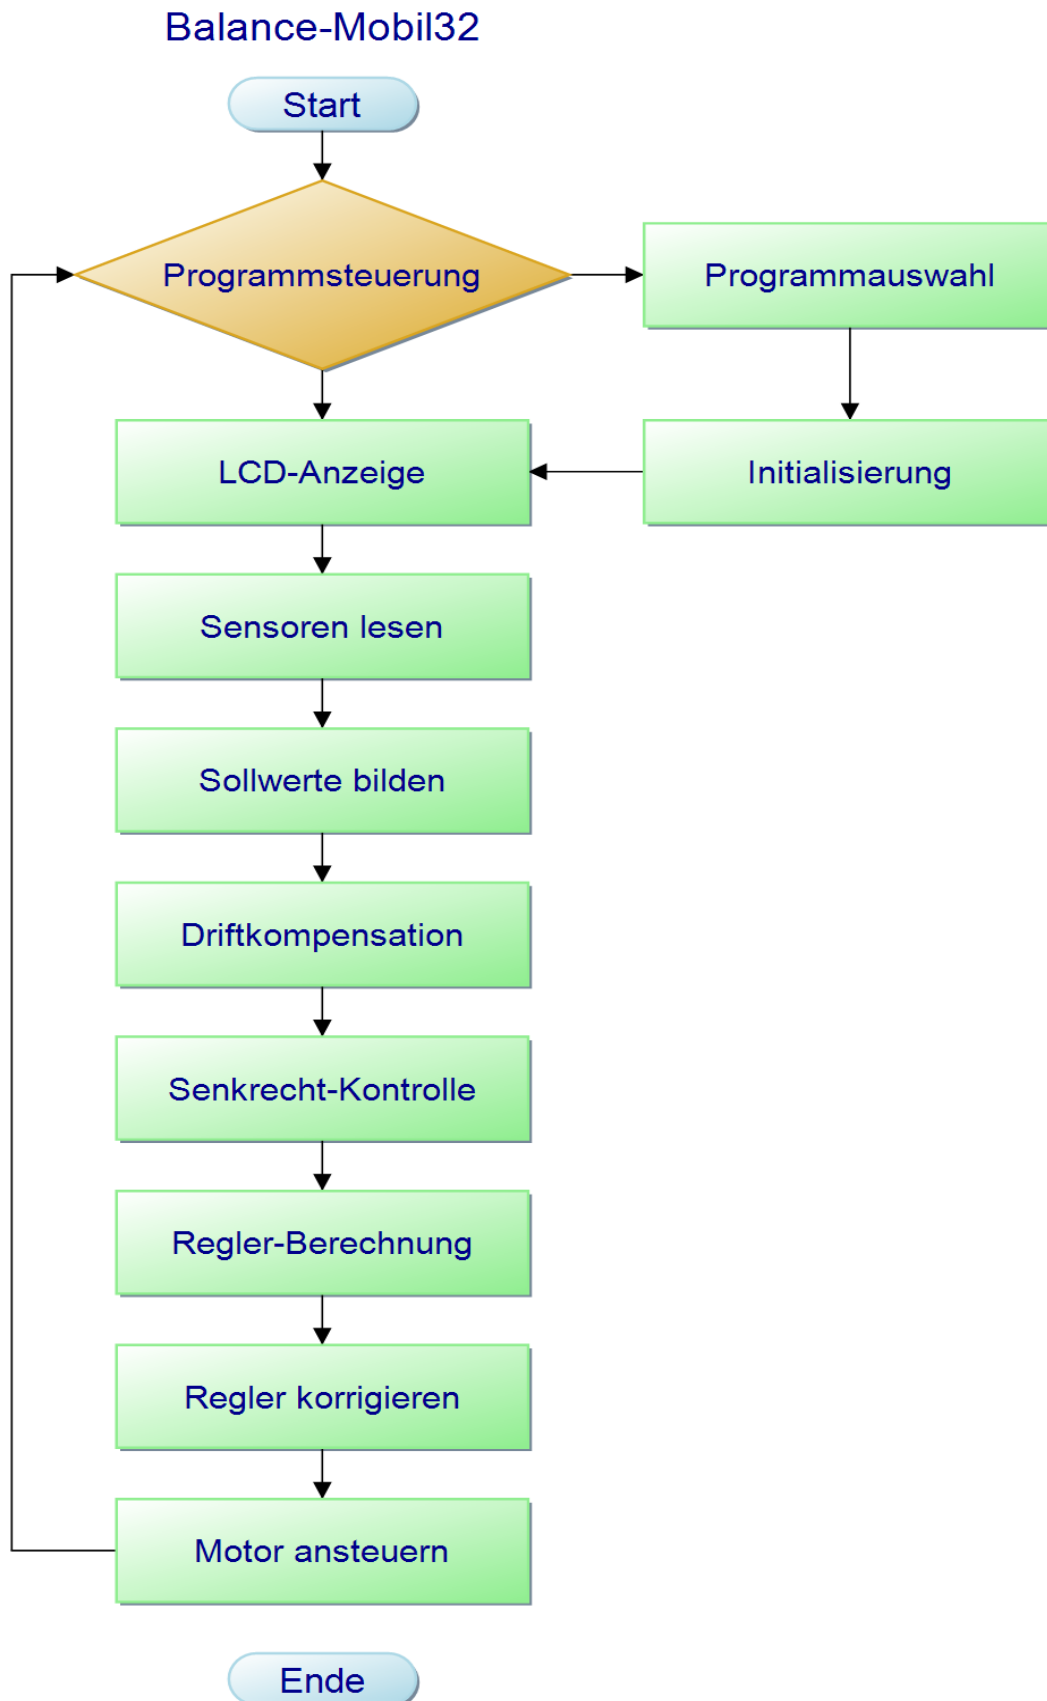 Balance-Mobil32
Start
Programmsteuerung
Programmauswahl
LCD-Anzeige
Initialisierung
Sensoren lesen
Sollwerte bilden
Driftkompensation
Senkrecht-Kontrolle
Regler-Berechnung
Regler korrigieren
Motor ansteuern
Ende